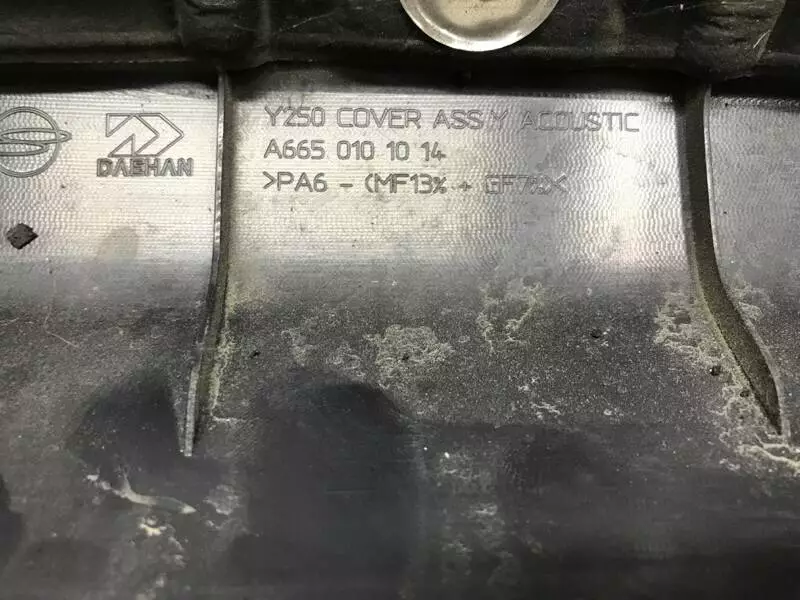 Y250 COVER ASS'Y ACOUSTIC
DAEHAN
A665 010 10 14
>PA6 - (MF13% + GF7%)<